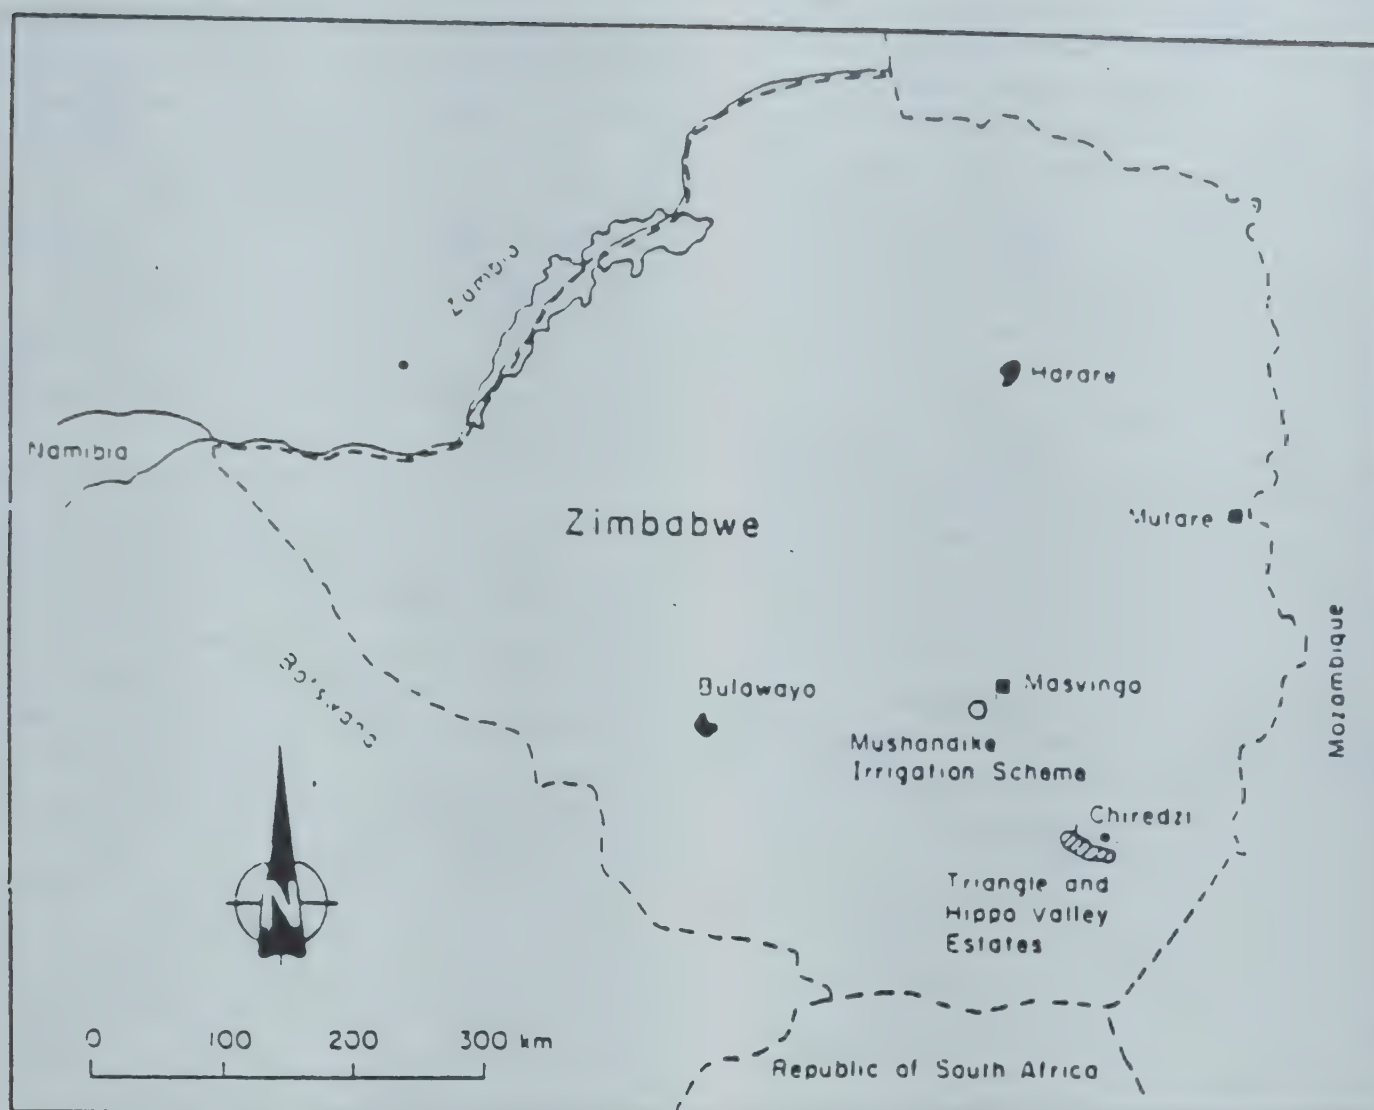 Zambia
Harare
Namibia
Zimbabwe
Mutare
Mozambique
Botswana
Bulawayo
Masvingo
Mushandike
Irrigation Scheme
Chiredzi
Triangle and
Hippo Valley
Estates
N
0 100 200 300 km
Republic of South Africa